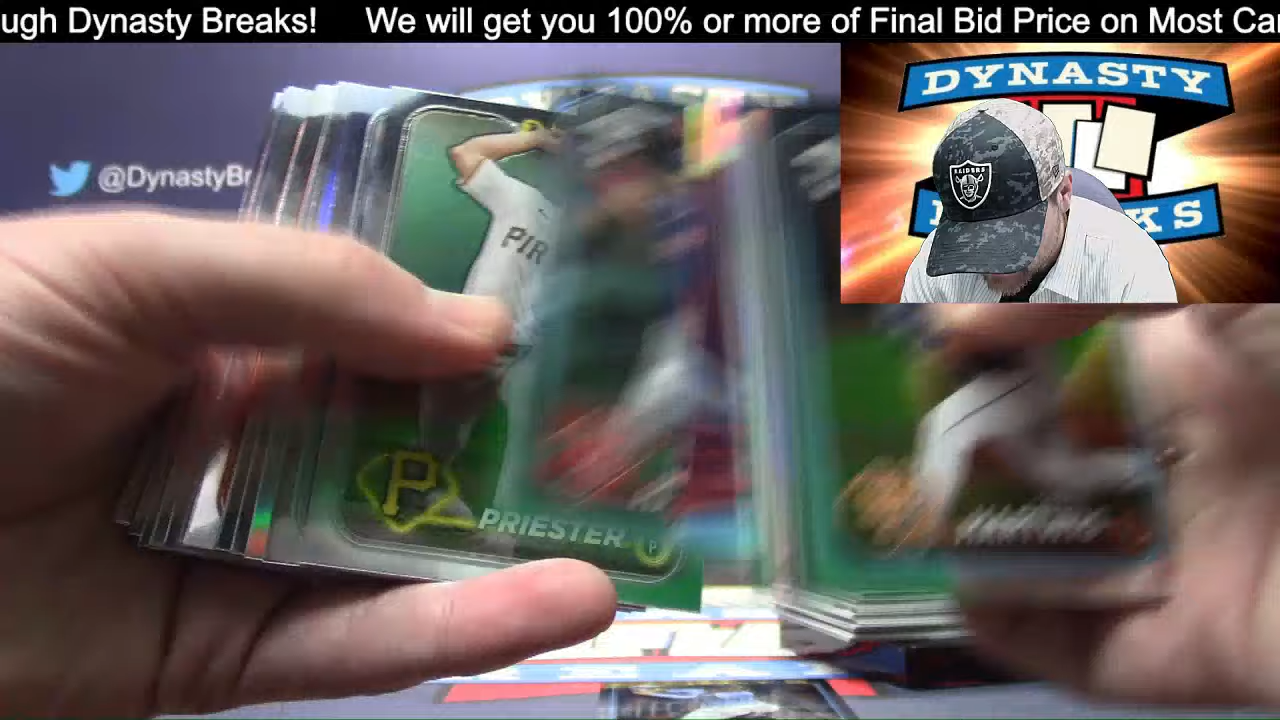 ugh Dynasty Breaks! We will get you 100% or more of Final Bid Price on Most Ca
@DynastyBr
DYNASTY
RAIDERS
KS
PIR
P
PRIESTER
P